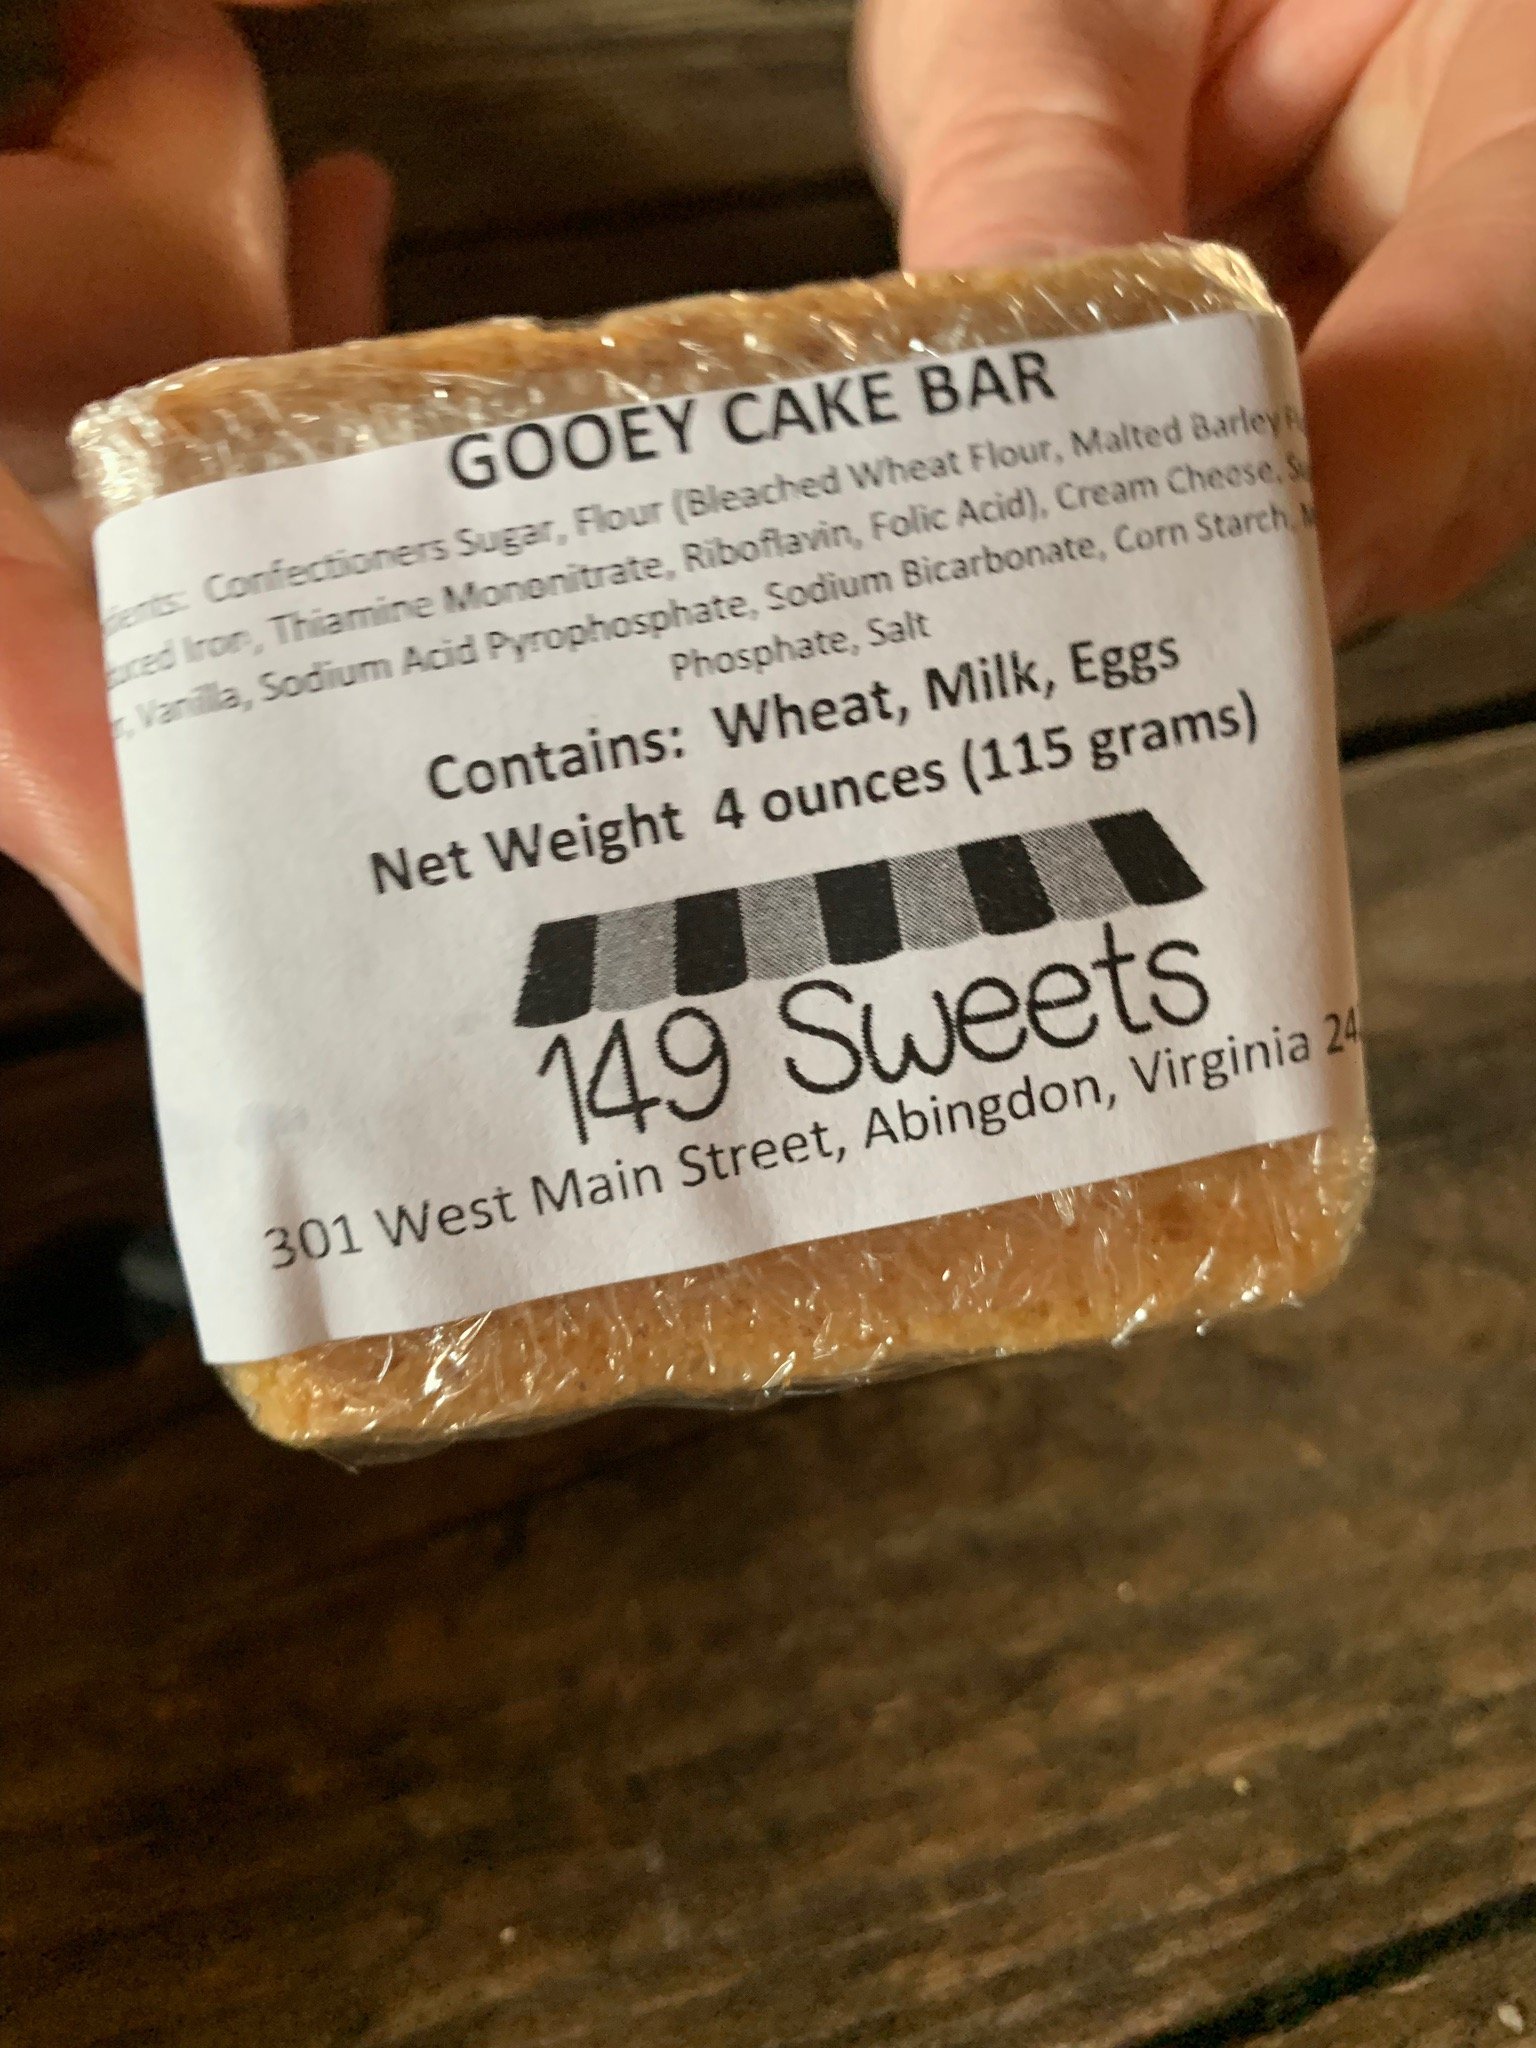 GOOEY CAKE BAR
Confectioners Sugar, Flour (Bleached Wheat Flour, Malted Barley
Iron, Thiamine Mononitrate, Riboflavin, Folic Acid), Cream Cheese,
Vanilla, Sodium Acid Pyrophosphate, Sodium Bicarbonate, Corn Starch,
Phosphate, Salt
Contains: Wheat, Milk, Eggs
Net Weight 4 ounces (115 grams)
149 Sweets
301 West Main Street, Abingdon, Virginia